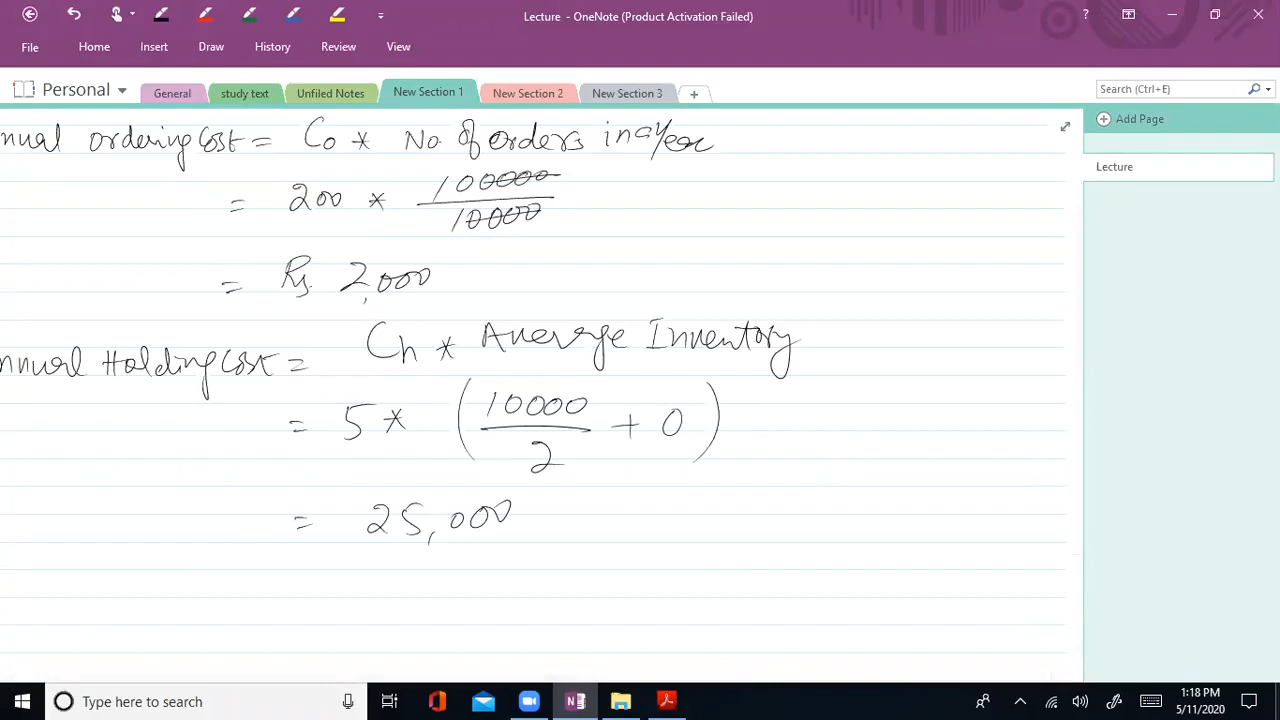 Lecture - OneNote (Product Activation Failed)
?
File Home Insert Draw History Review View
Personal General study text Unfiled Notes New Section 1 New Section 2 New Section 3 +
Search (Ctrl+E)
Add Page
Lecture
nual ordering Cost = Co * No. of orders in a year
= 200 * 100000 / 10000
= Rs. 2,000
nnual Holding Cost = Ch * Average Inventory
= 5 * ( 10000 / 2 + 0 )
= 25,000
Type here to search
1:18 PM
5/11/2020